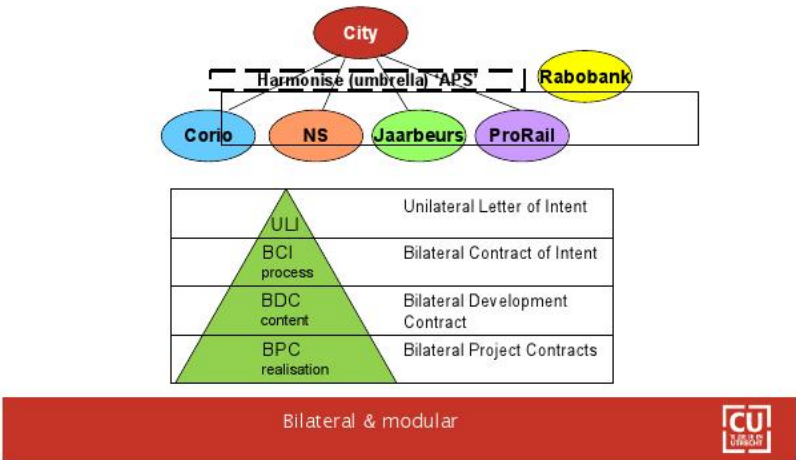 City
Harmonise (umbrella) 'APS'
Rabobank
Corio
NS
Jaarbeurs
ProRail
ULI
Unilateral Letter of Intent
BCI
process
Bilateral Contract of Intent
BDC
content
Bilateral Development
Contract
BPC
realisation
Bilateral Project Contracts
Bilateral & modular
CU
UTRECHT